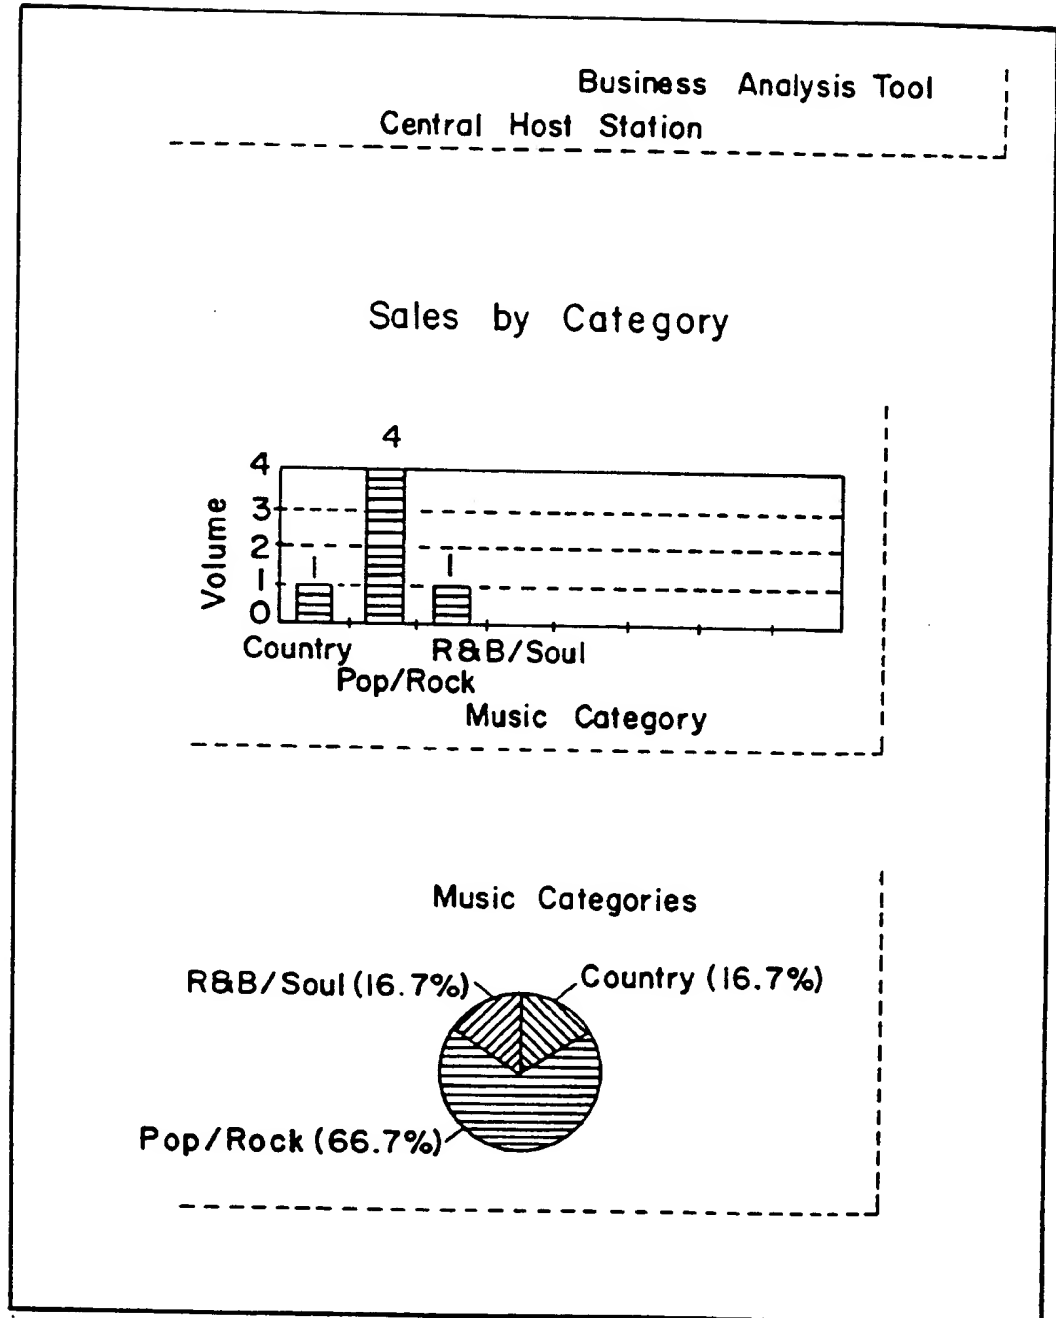 Business Analysis Tool
Central Host Station
Sales by Category
4
4
3
2
1
0
1
1
Volume
Country
R&B/Soul
Pop/Rock
Music Category
Music Categories
R&B/Soul (16.7%)
Country (16.7%)
Pop/Rock (66.7%)